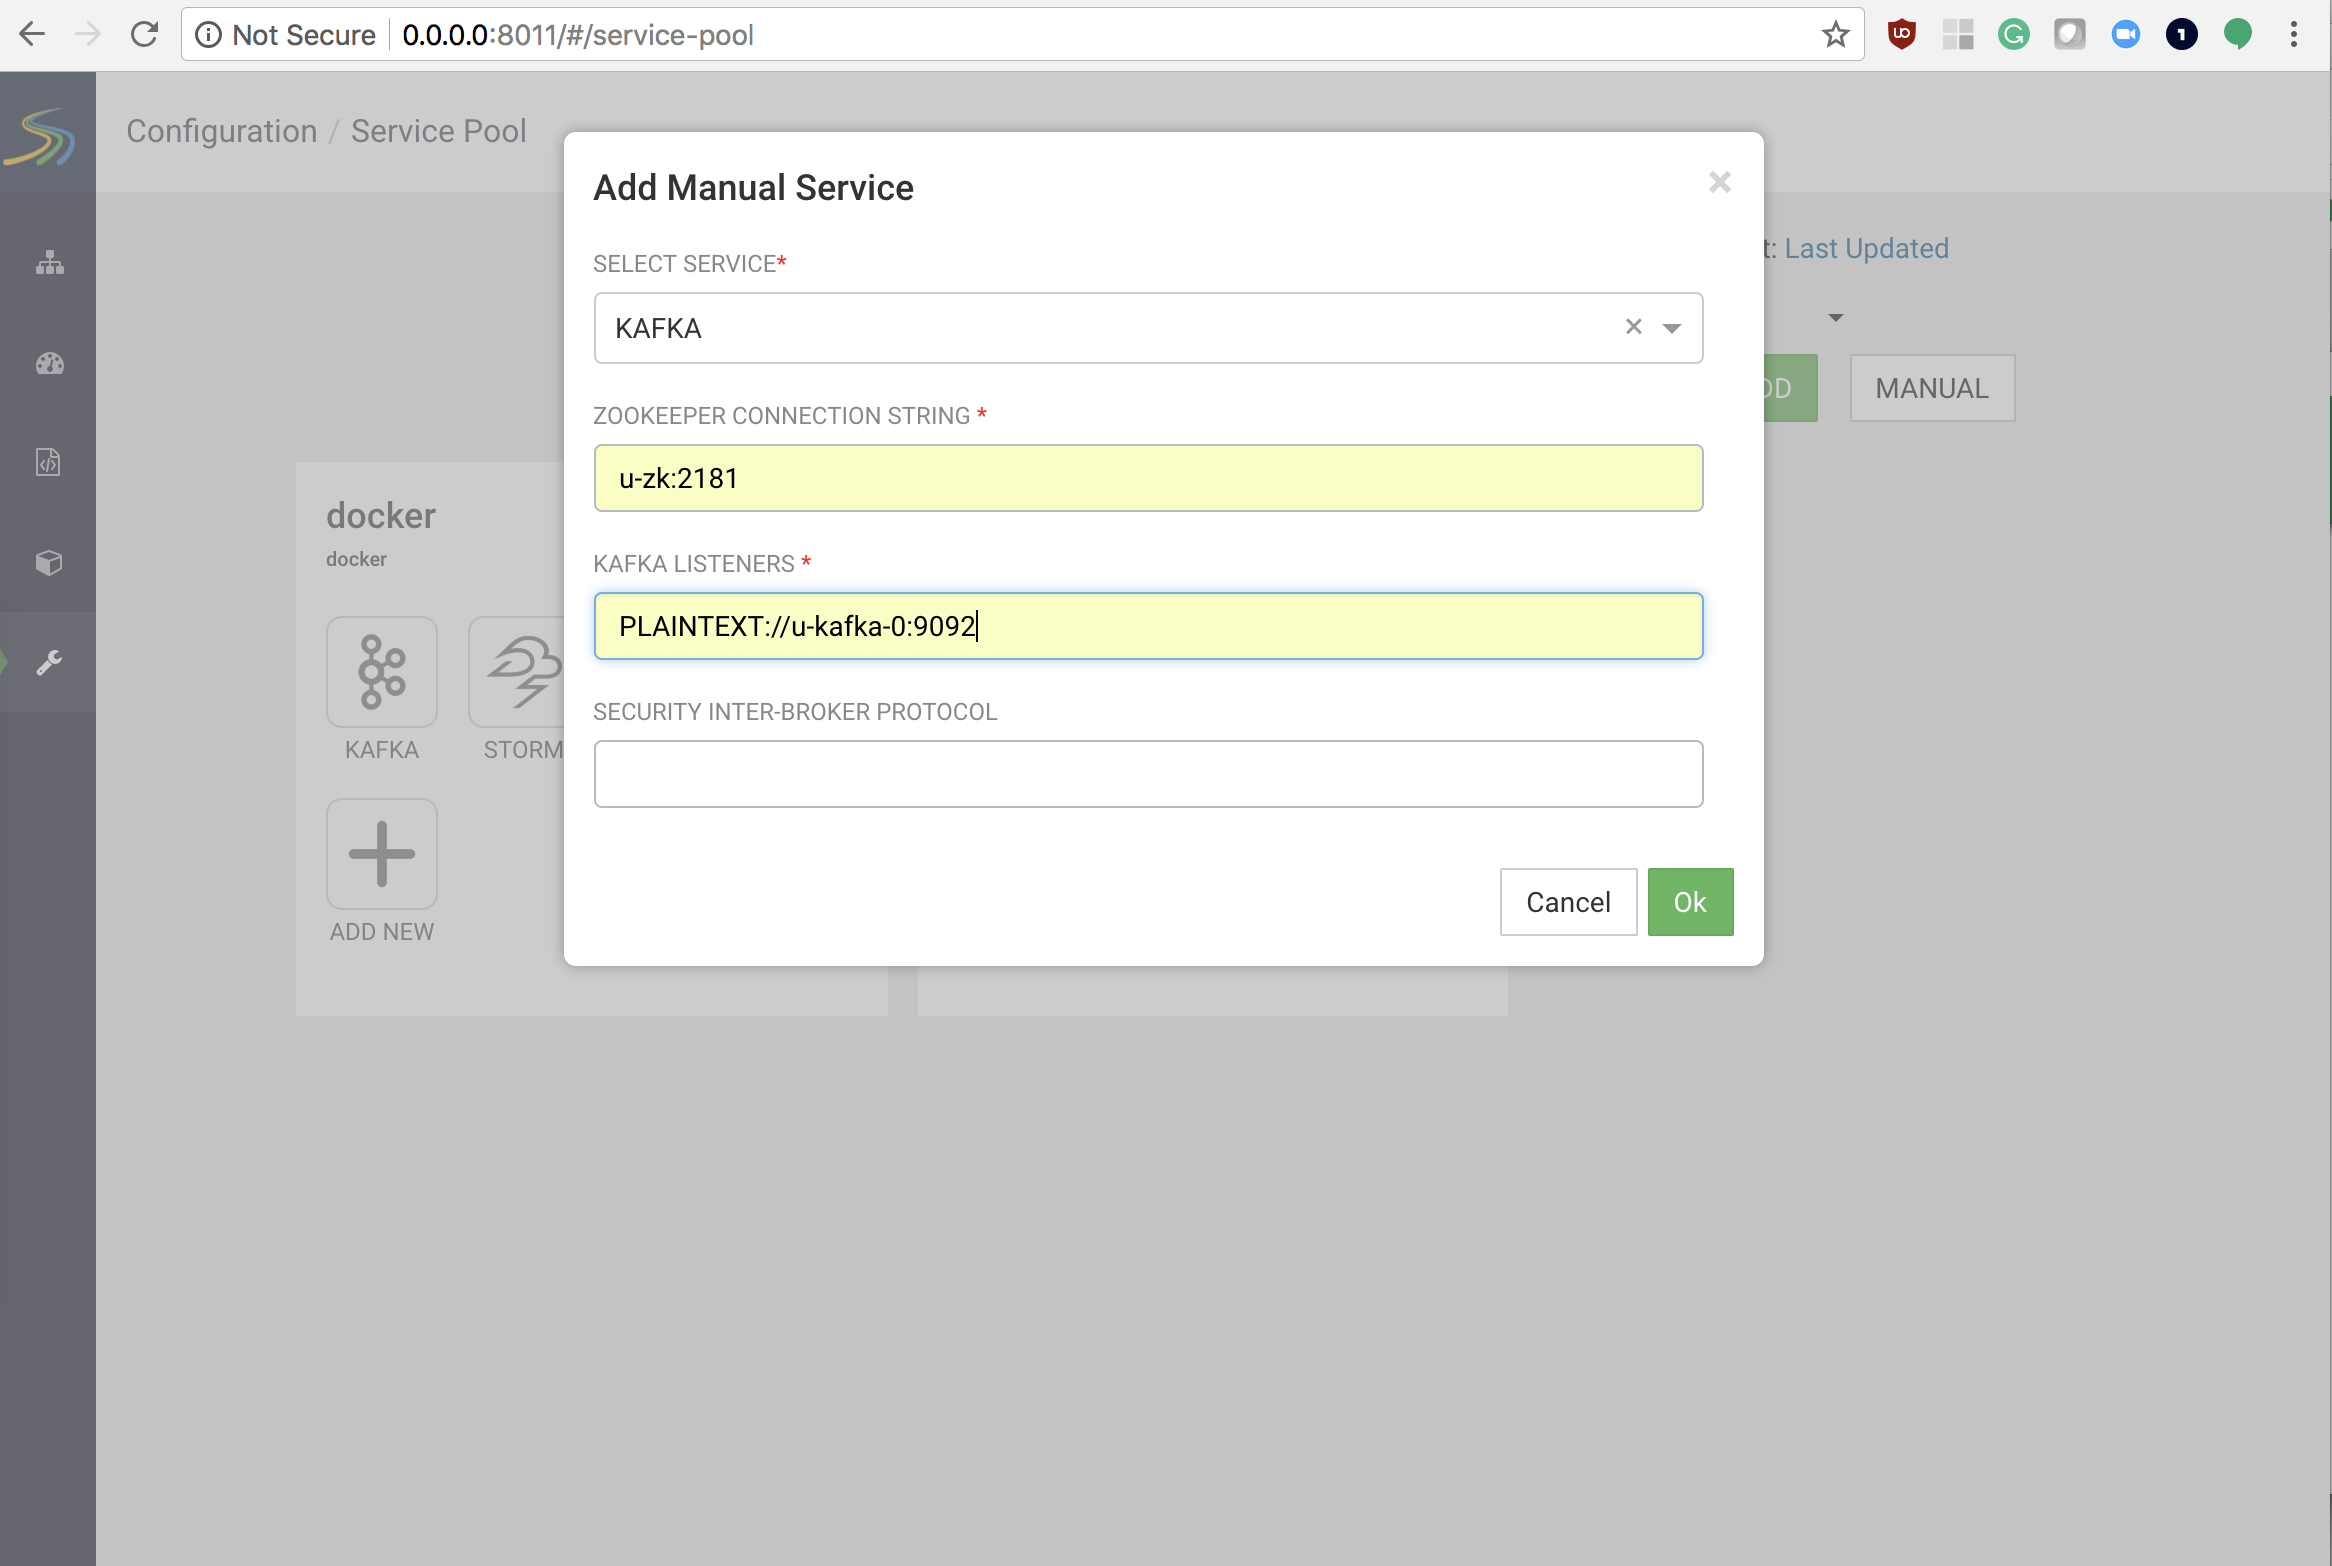 Not Secure 0.0.0.0:8011/#/service-pool
Configuration / Service Pool
Add Manual Service
SELECT SERVICE*
t: Last Updated
KAFKA
MANUAL
ZOOKEEPER CONNECTION STRING *
u-zk:2181
docker
docker
KAFKA LISTENERS *
PLAINTEXT://u-kafka-0:9092
SECURITY INTER-BROKER PROTOCOL
KAFKA
STORM
Cancel
Ok
ADD NEW